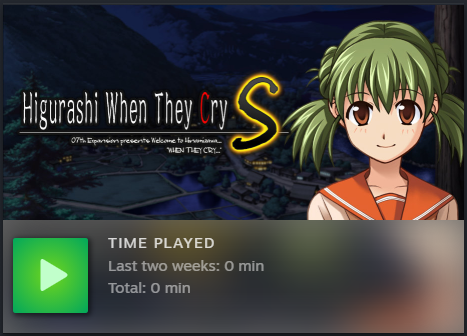 Higurashi When They Cry S
07th Expansion presents Welcome to Hinamizawa...
"WHEN THEY CRY..."
TIME PLAYED
Last two weeks: 0 min
Total: 0 min